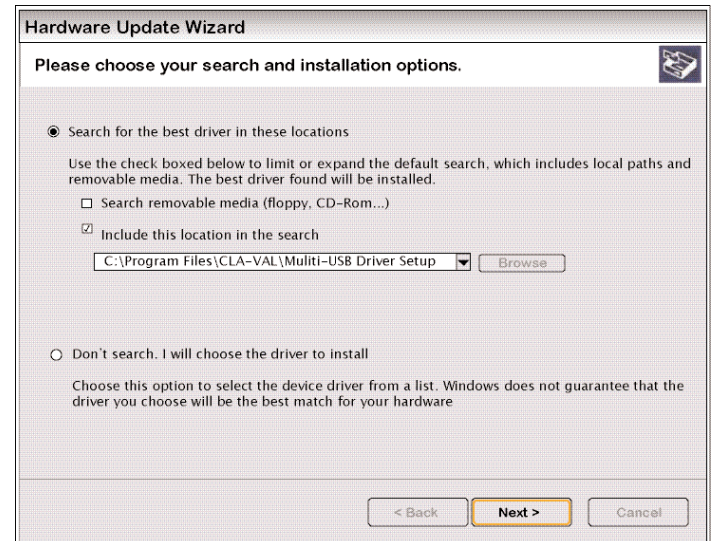 Hardware Update Wizard
Please choose your search and installation options.
Search for the best driver in these locations
Use the check boxed below to limit or expand the default search, which includes local paths and
removable media. The best driver found will be installed.
Search removable media (floppy, CD-Rom...)
Include this location in the search
C:\Program Files\CLA-VAL\Muliti-USB Driver Setup
Browse
Don't search. I will choose the driver to install
Choose this option to select the device driver from a list. Windows does not guarantee that the
driver you choose will be the best match for your hardware
< Back
Next >
Cancel